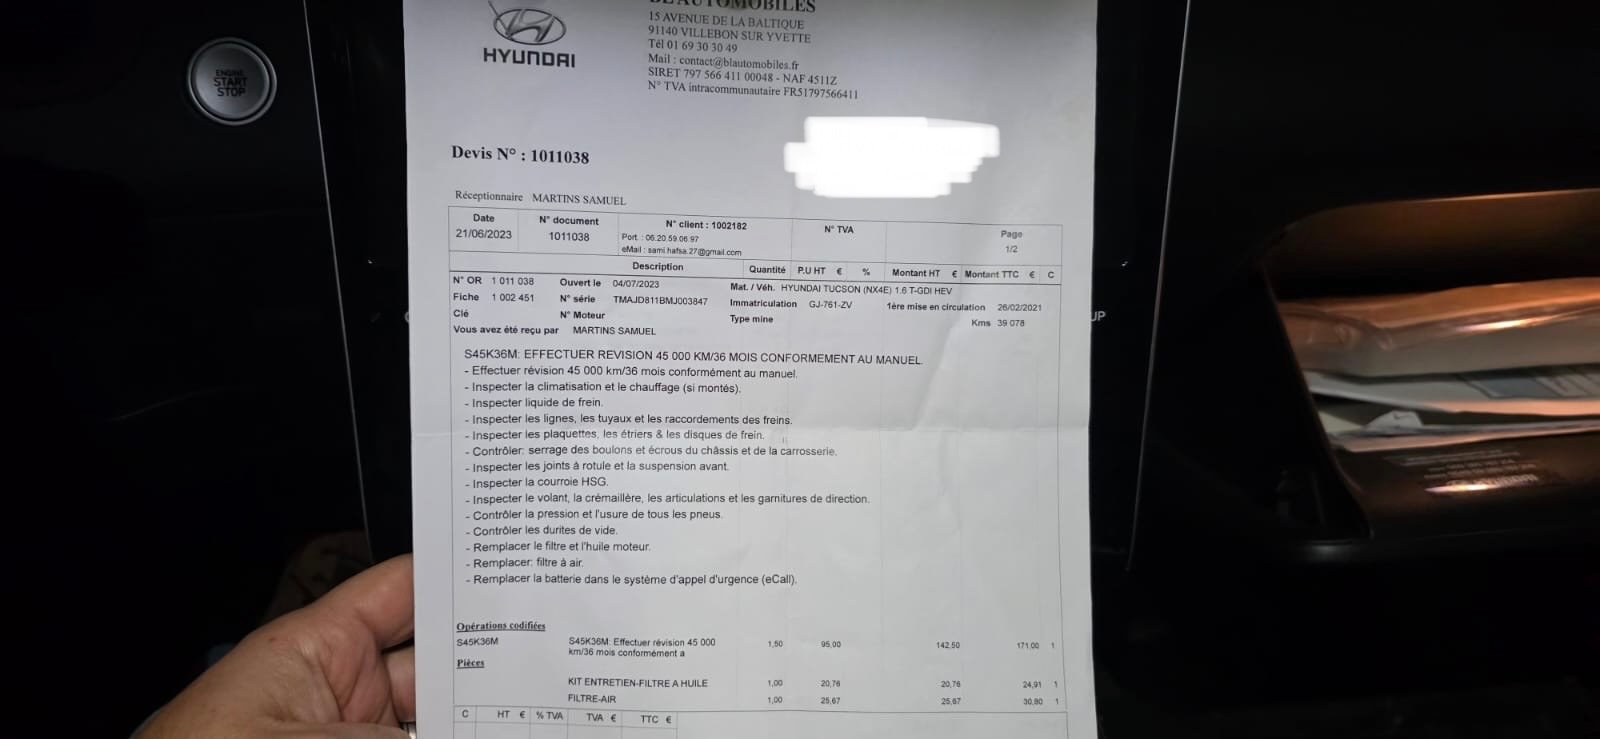 ENGINE
START
STOP
HYUNDAI
BL AUTOMOBILES
15 AVENUE DE LA BALTIQUE
91140 VILLEBON SUR YVETTE
Tél 01 69 30 30 49
Mail : contact@blautomobiles.fr
SIRET 797 566 411 00048 - NAF 4511Z
N° TVA intracommunautaire FR51797566411
Devis N° : 1011038
Réceptionnaire MARTINS SAMUEL
Date N° document N° client : 1002182 N° TVA Page
21/06/2023 1011038 Port. : 06.20.59.06.97 1/2
eMail : sami.hafsa.27@gmail.com
Description Quantité P.U HT € % Montant HT € Montant TTC € C
N° OR 1 011 038 Ouvert le 04/07/2023 Mat. / Véh. HYUNDAI TUCSON (NX4E) 1.6 T-GDI HEV
Fiche 1 002 451 N° série TMAJD811BMJ003847 Immatriculation GJ-761-ZV 1ère mise en circulation 26/02/2021
Clé N° Moteur Type mine Kms 39 078
Vous avez été reçu par MARTINS SAMUEL
S45K36M: EFFECTUER REVISION 45 000 KM/36 MOIS CONFORMEMENT AU MANUEL.
- Effectuer révision 45 000 km/36 mois conformément au manuel.
- Inspecter la climatisation et le chauffage (si montés).
- Inspecter liquide de frein.
- Inspecter les lignes, les tuyaux et les raccordements des freins.
- Inspecter les plaquettes, les étriers & les disques de frein.
- Contrôler: serrage des boulons et écrous du châssis et de la carrosserie.
- Inspecter les joints à rotule et la suspension avant.
- Inspecter la courroie HSG.
- Inspecter le volant, la crémaillère, les articulations et les garnitures de direction.
- Contrôler la pression et l'usure de tous les pneus.
- Contrôler les durites de vide.
- Remplacer le filtre et l'huile moteur.
- Remplacer: filtre à air.
- Remplacer la batterie dans le système d'appel d'urgence (eCall).
Opérations codifiées
S45K36M S45K36M: Effectuer révision 45 000 1,50 95,00 142,50 171,00 1
km/36 mois conformément a
Pièces
KIT ENTRETIEN-FILTRE A HUILE 1,00 20,76 20,76 24,91 1
FILTRE-AIR 1,00 25,67 25,67 30,80 1
C HT € % TVA TVA € TTC €
UP